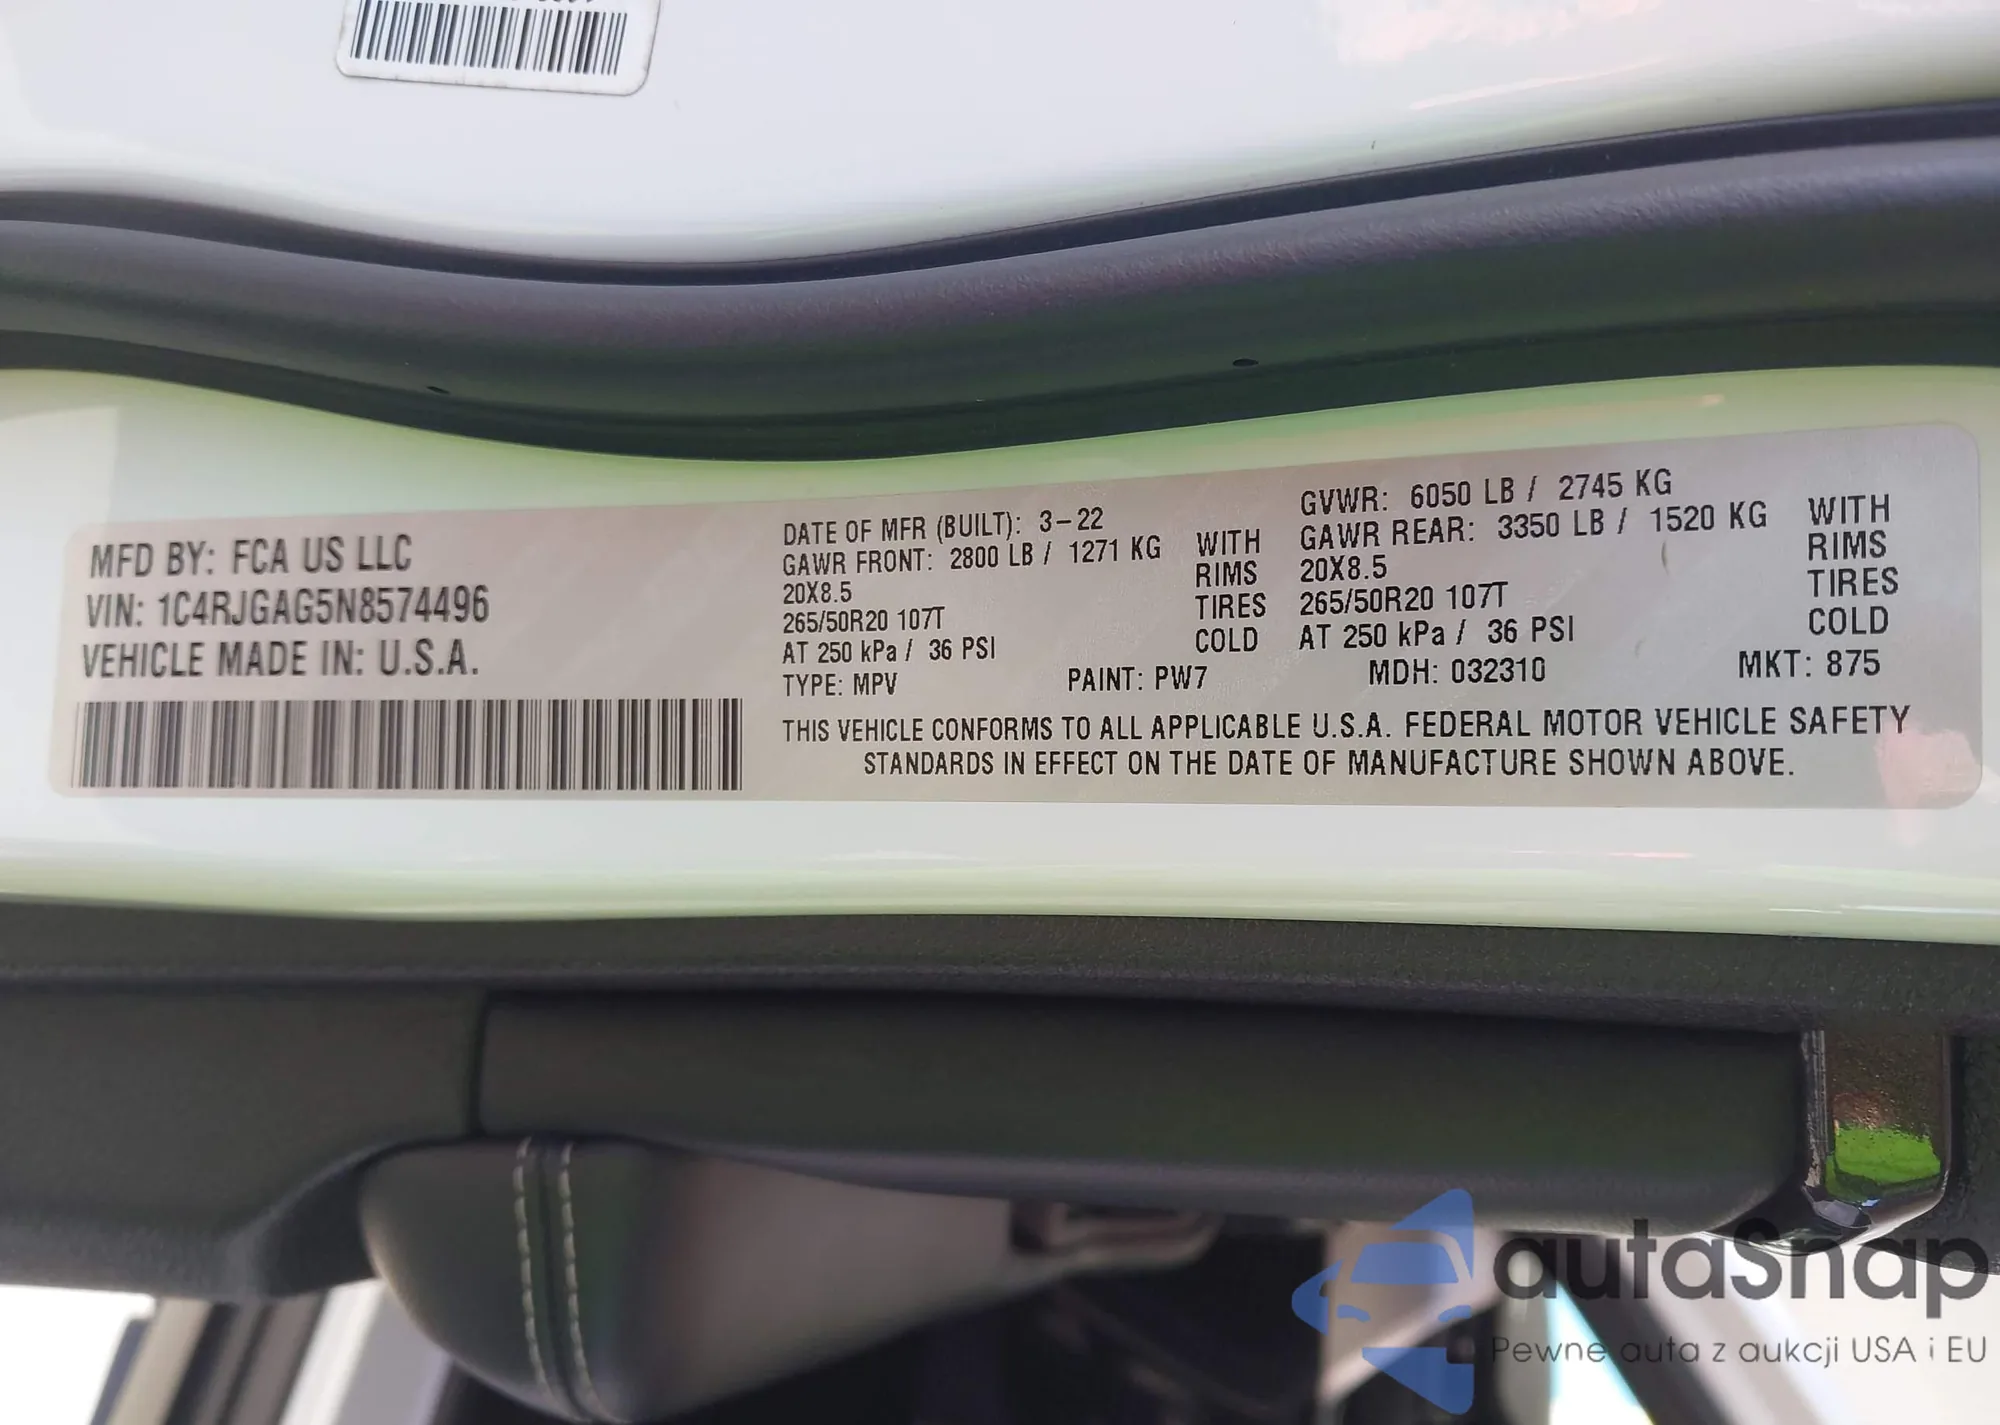 MFD BY: FCA US LLC
VIN: 1C4RJGAG5N8574496
VEHICLE MADE IN: U.S.A.
DATE OF MFR (BUILT): 3-22
GAWR FRONT: 2800 LB / 1271 KG
20X8.5
265/50R20 107T
AT 250 kPa / 36 PSI
WITH
RIMS
TIRES
COLD
GVWR: 6050 LB / 2745 KG
GAWR REAR: 3350 LB / 1520 KG
20X8.5
265/50R20 107T
AT 250 kPa / 36 PSI
WITH
RIMS
TIRES
COLD
TYPE: MPV PAINT: PW7 MDH: 032310 MKT: 875
THIS VEHICLE CONFORMS TO ALL APPLICABLE U.S.A. FEDERAL MOTOR VEHICLE SAFETY
STANDARDS IN EFFECT ON THE DATE OF MANUFACTURE SHOWN ABOVE.
autaSnap
Pewne auta z aukcji USA i EU